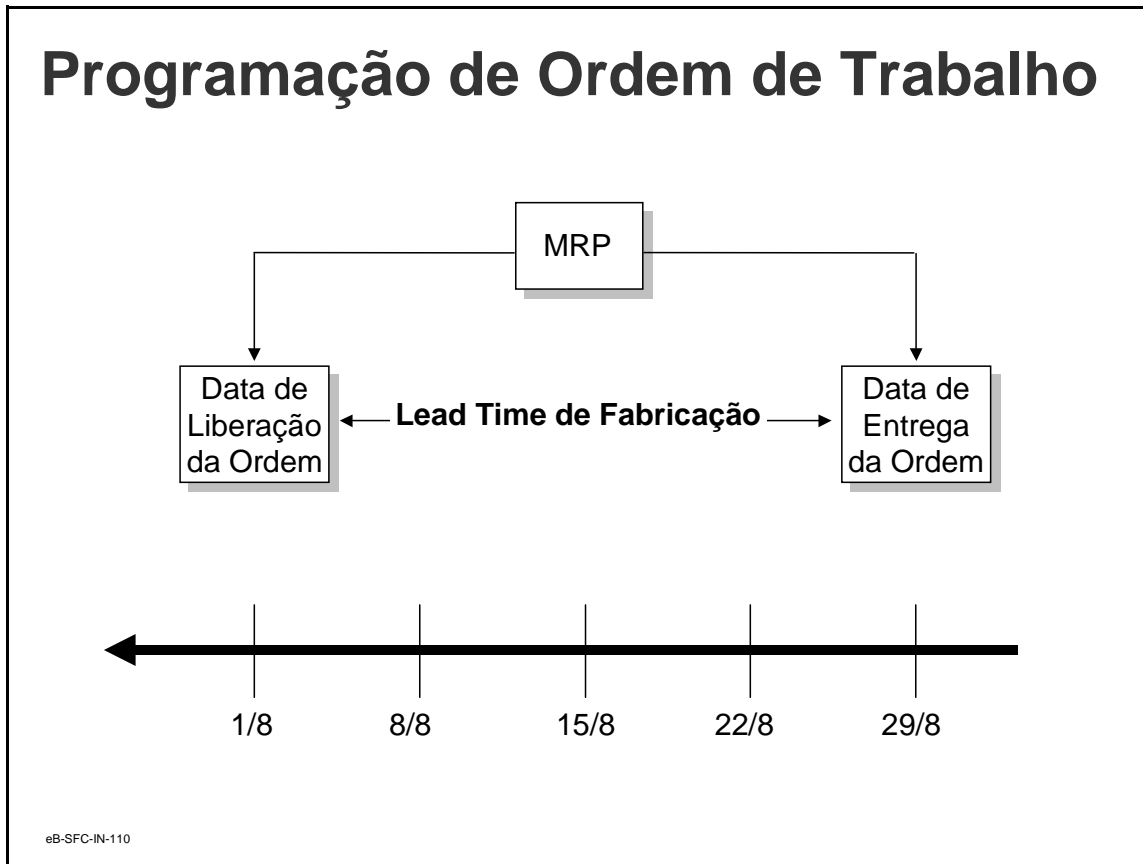 Programação de Ordem de Trabalho
MRP
Data de
Liberação
da Ordem
Lead Time de Fabricação
Data de
Entrega
da Ordem
1/8 8/8 15/8 22/8 29/8
eB-SFC-IN-110